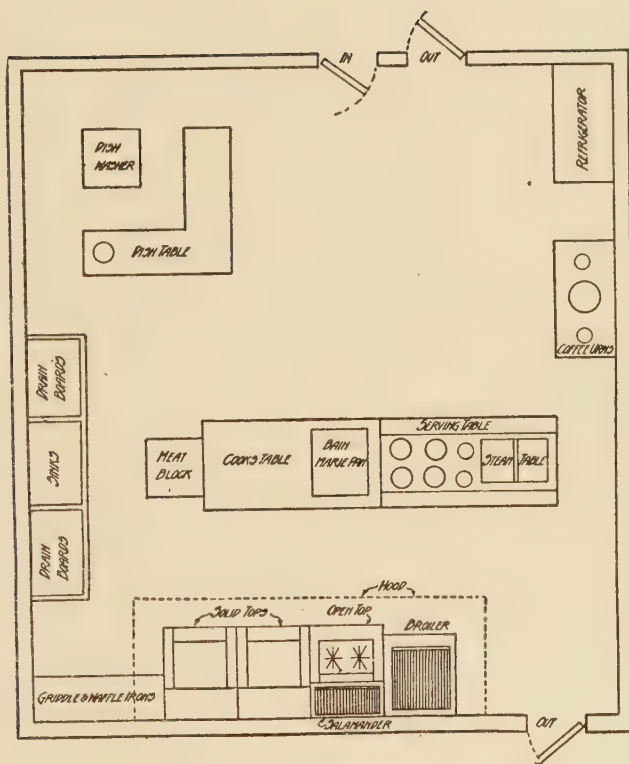 IN
OUT
DISH
WASHER
REFRIGERATOR
DISH TABLE
COFFEE URNS
DRAIN
BOARDS
SINKS
DRAIN
BOARDS
SERVING TABLE
MEAT
BLOCK
COOKS TABLE
BAIN
MARIE PAN
STEAM
TABLE
HOOD
SOLID TOPS
OPEN TOP
BROILER
GRIDDLE & WAFFLE IRONS
SALAMANDER
OUT